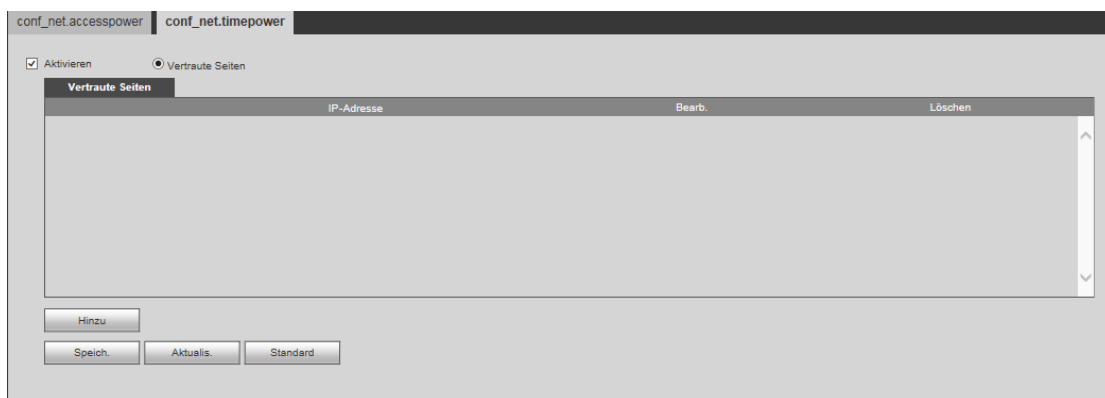 conf_net.accesspower conf_net.timepower
Aktivieren Vertraute Seiten
Vertraute Seiten
IP-Adresse Bearb. Löschen
Hinzu
Speich. Aktualis. Standard